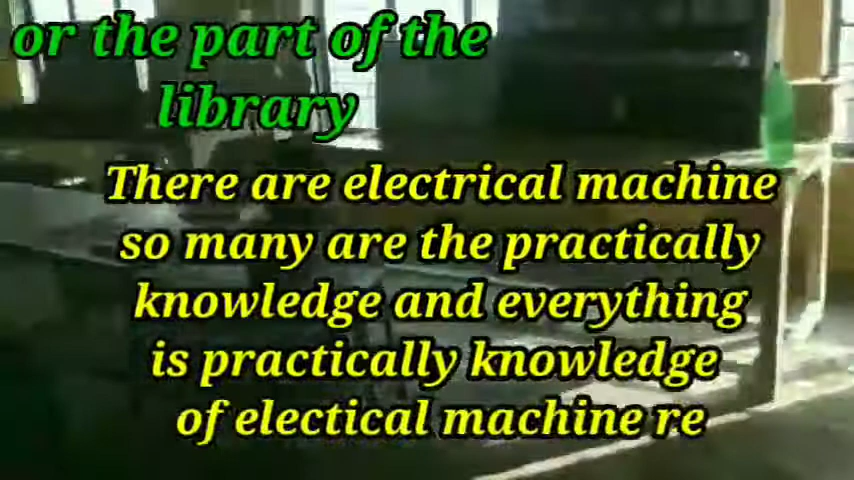 or the part of the
library
There are electrical machine
so many are the practically
knowledge and everything
is practically knowledge
of electical machine re